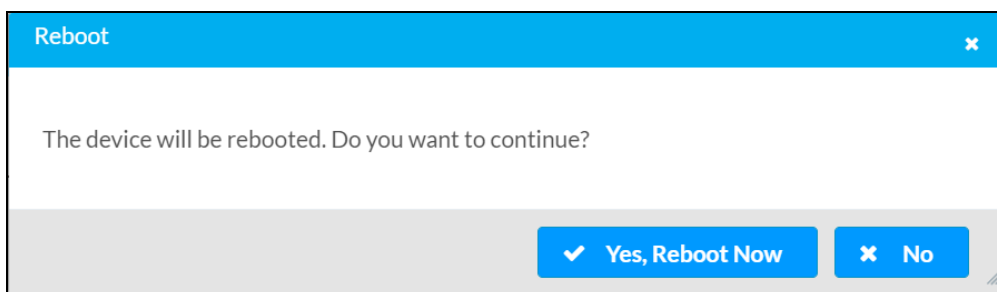 Reboot
The device will be rebooted. Do you want to continue?
Yes, Reboot Now
No